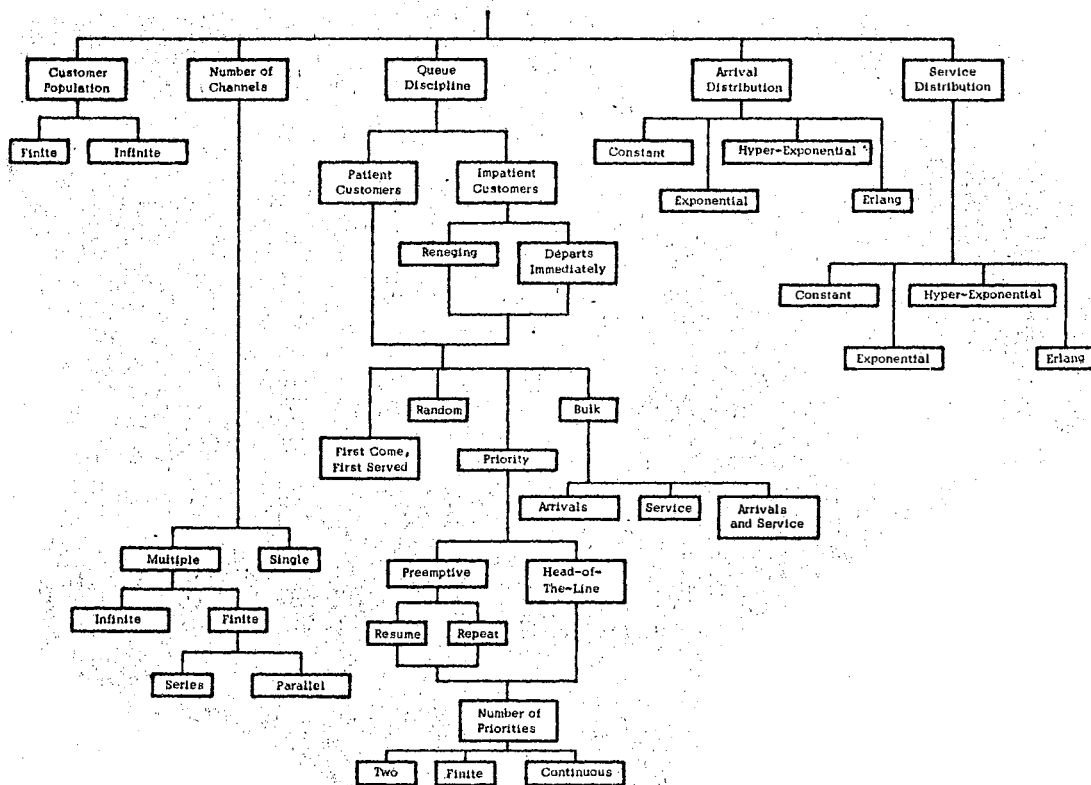 Customer
Population
Number of
Channels
Queue
Discipline
Arrival
Distribution
Service
Distribution
Finite
Infinite
Patient
Customers
Impatient
Customers
Constant
Hyper-Exponential
Exponential
Erlang
Reneging
Departs
Immediately
Constant
Hyper-Exponential
Exponential
Erlang
Random
Bulk
First Come,
First Served
Priority
Arrivals
Service
Arrivals
and Service
Multiple
Single
Preemptive
Head-of-
The-Line
Infinite
Finite
Resume
Repeat
Series
Parallel
Number of
Priorities
Two
Finite
Continuous